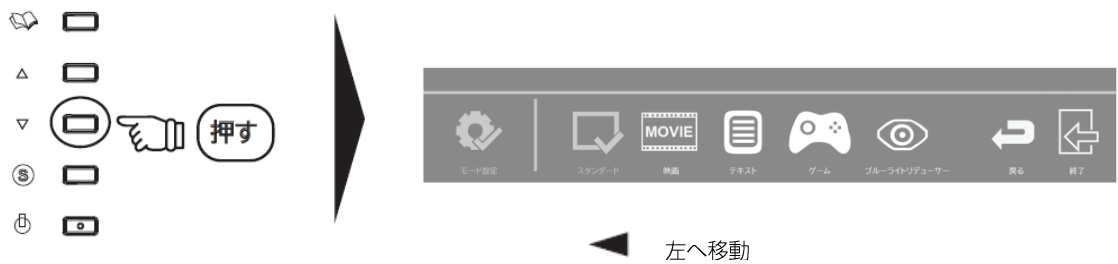 押す
Ⓢ
MOVIE
モード設定
スタンダード
映画
テキスト
ゲーム
ブルーライトリデューサー
戻る
終了
左へ移動